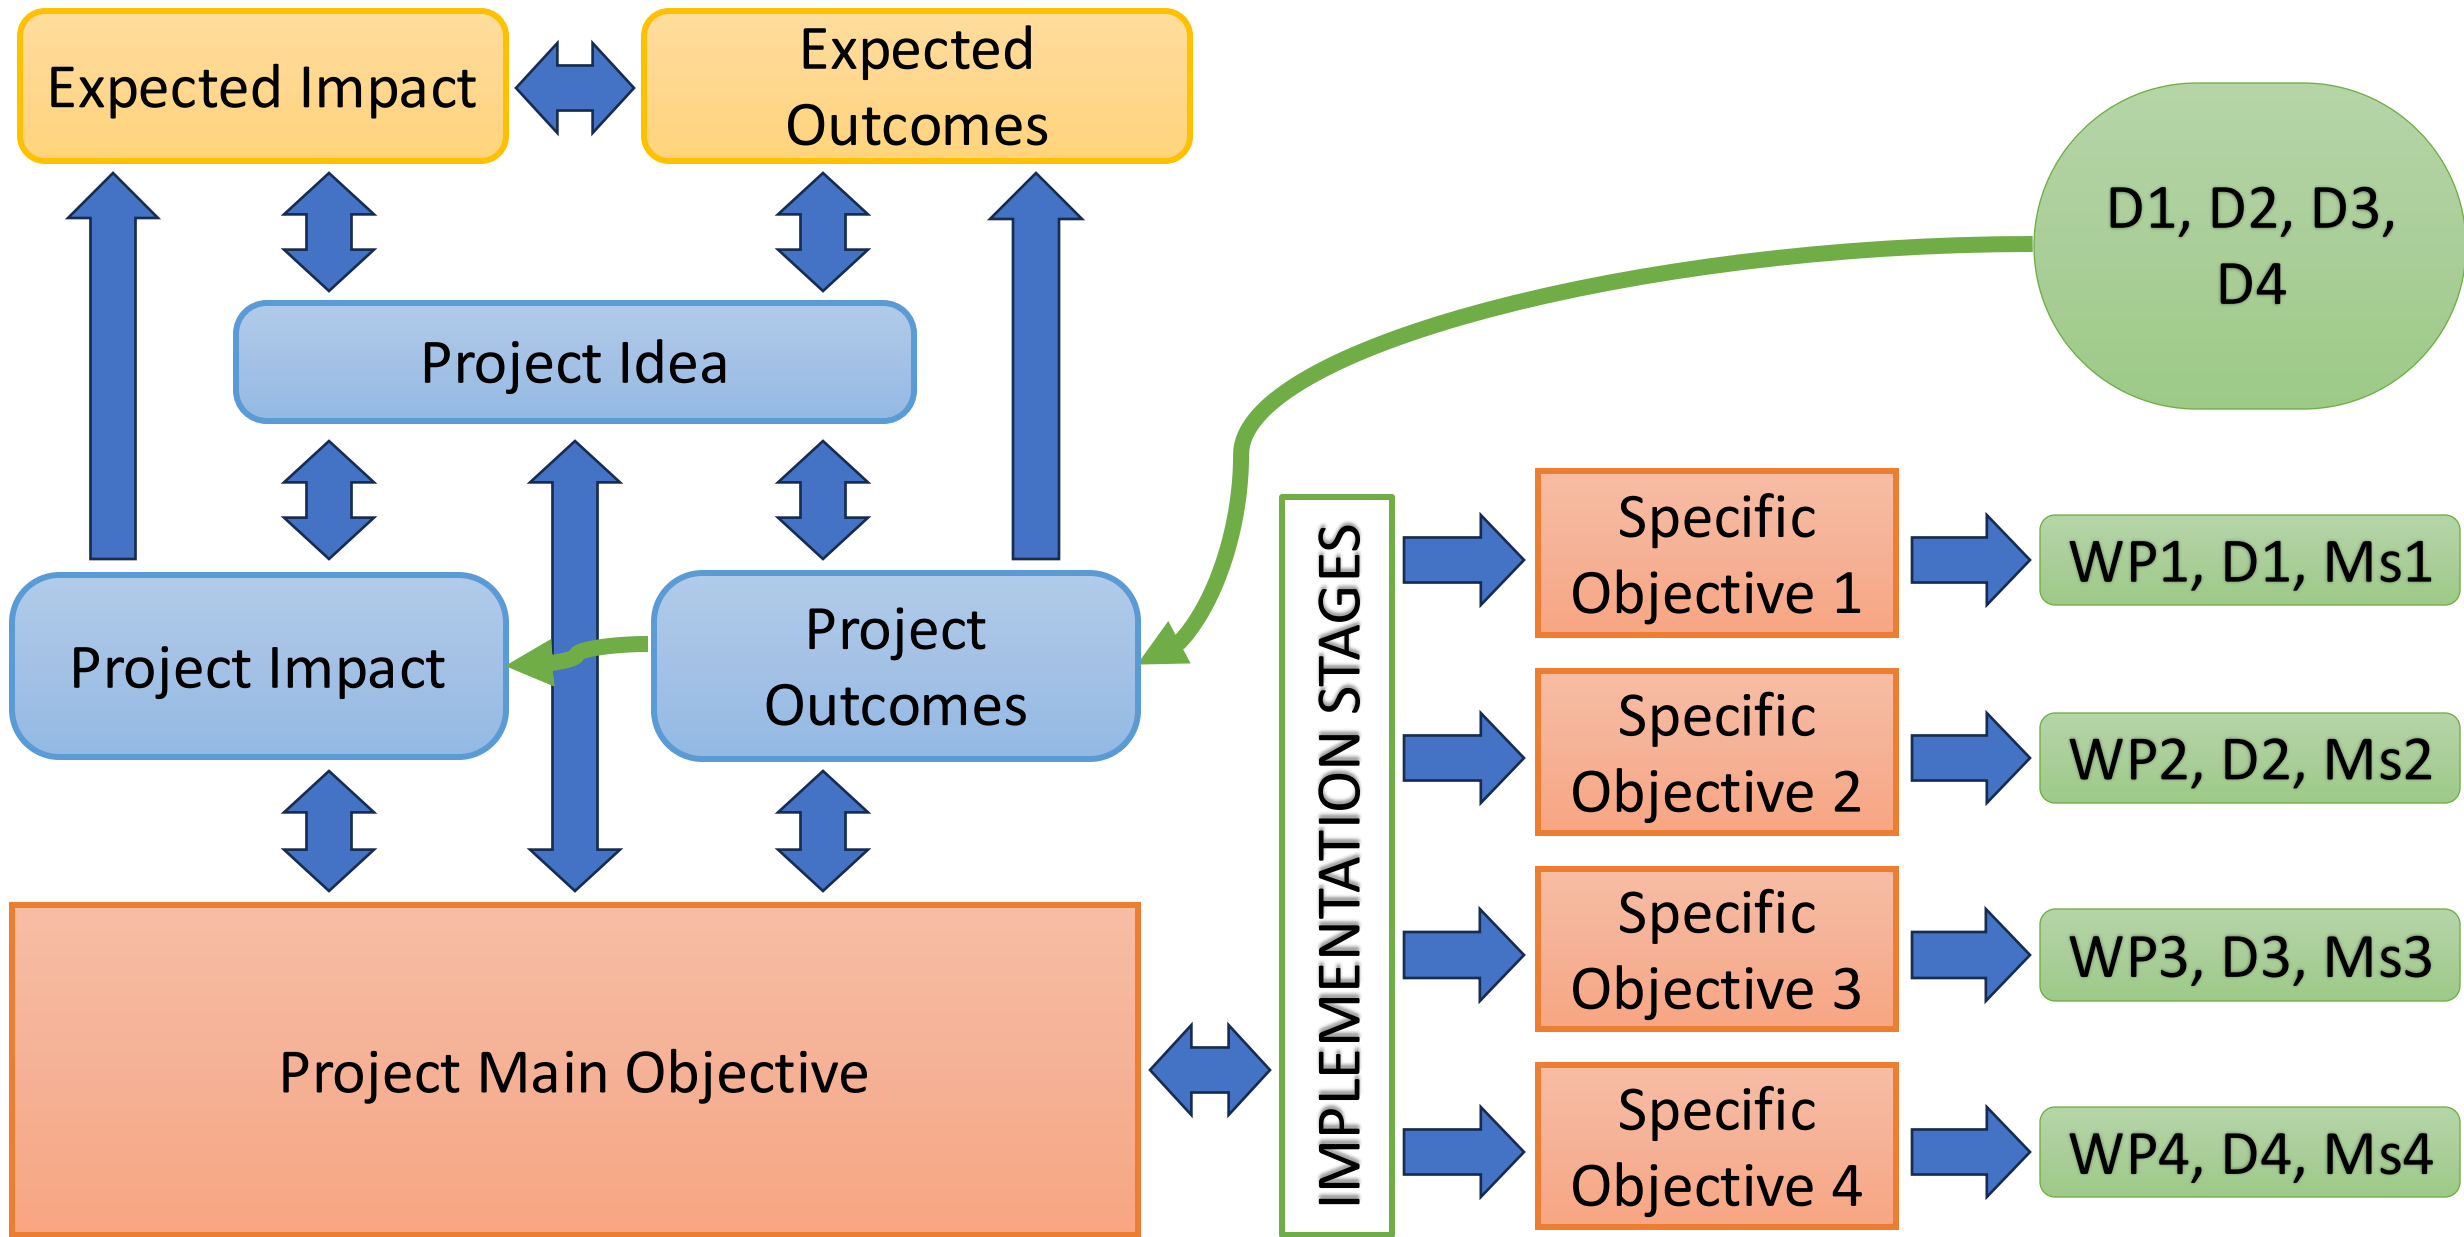 Expected Impact
Expected
Outcomes
D1, D2, D3,
D4
Project Idea
Project Impact
Project
Outcomes
Project Main Objective
IMPLEMENTATION STAGES
Specific
Objective 1
WP1, D1, Ms1
Specific
Objective 2
WP2, D2, Ms2
Specific
Objective 3
WP3, D3, Ms3
Specific
Objective 4
WP4, D4, Ms4